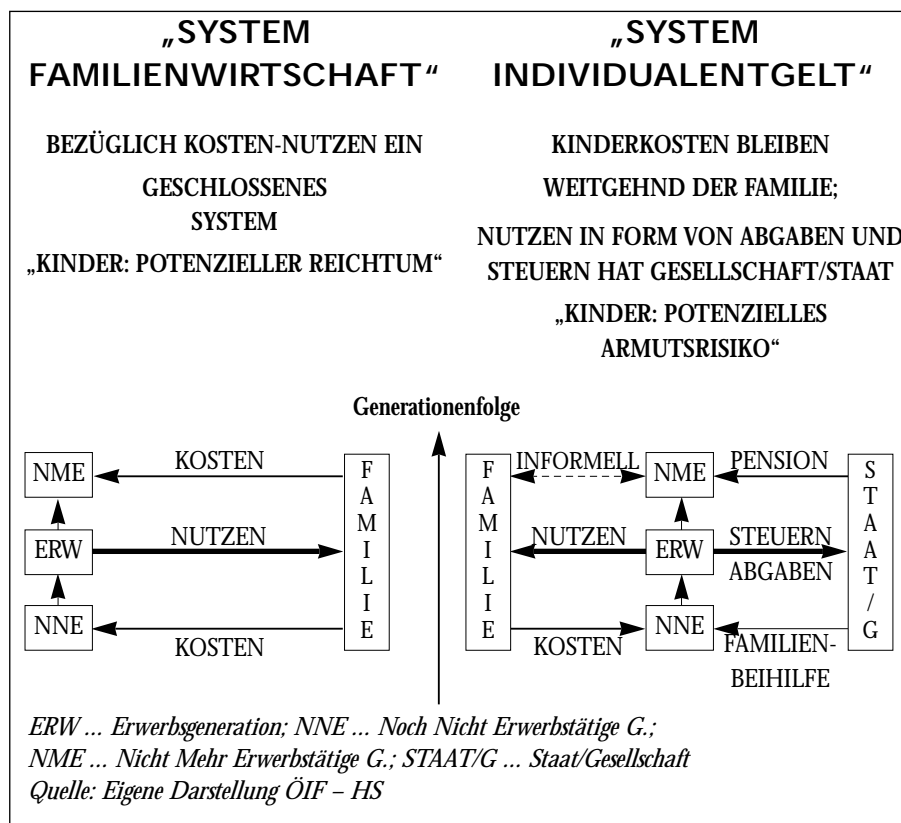 „SYSTEM
FAMILIENWIRTSCHAFT“
BEZÜGLICH KOSTEN-NUTZEN EIN
GESCHLOSSENES
SYSTEM
„KINDER: POTENZIELLER REICHTUM“
„SYSTEM
INDIVIDUALENTGELT“
KINDERKOSTEN BLEIBEN
WEITGEHND DER FAMILIE;
NUTZEN IN FORM VON ABGABEN UND
STEUERN HAT GESELLSCHAFT/STAAT
„KINDER: POTENZIELLES
ARMUTSRISIKO“
Generationenfolge
NME
KOSTEN
ERW
NUTZEN
NNE
KOSTEN
FAMILIE
FAMILIE
INFORMELL
NME
PENSION
NUTZEN
ERW
STEUERN
ABGABEN
KOSTEN
NNE
FAMILIEN-
BEIHILFE
STAAT/G
ERW ... Erwerbsgeneration; NNE ... Noch Nicht Erwerbstätige G.;
NME ... Nicht Mehr Erwerbstätige G.; STAAT/G ... Staat/Gesellschaft
Quelle: Eigene Darstellung ÖIF – HS